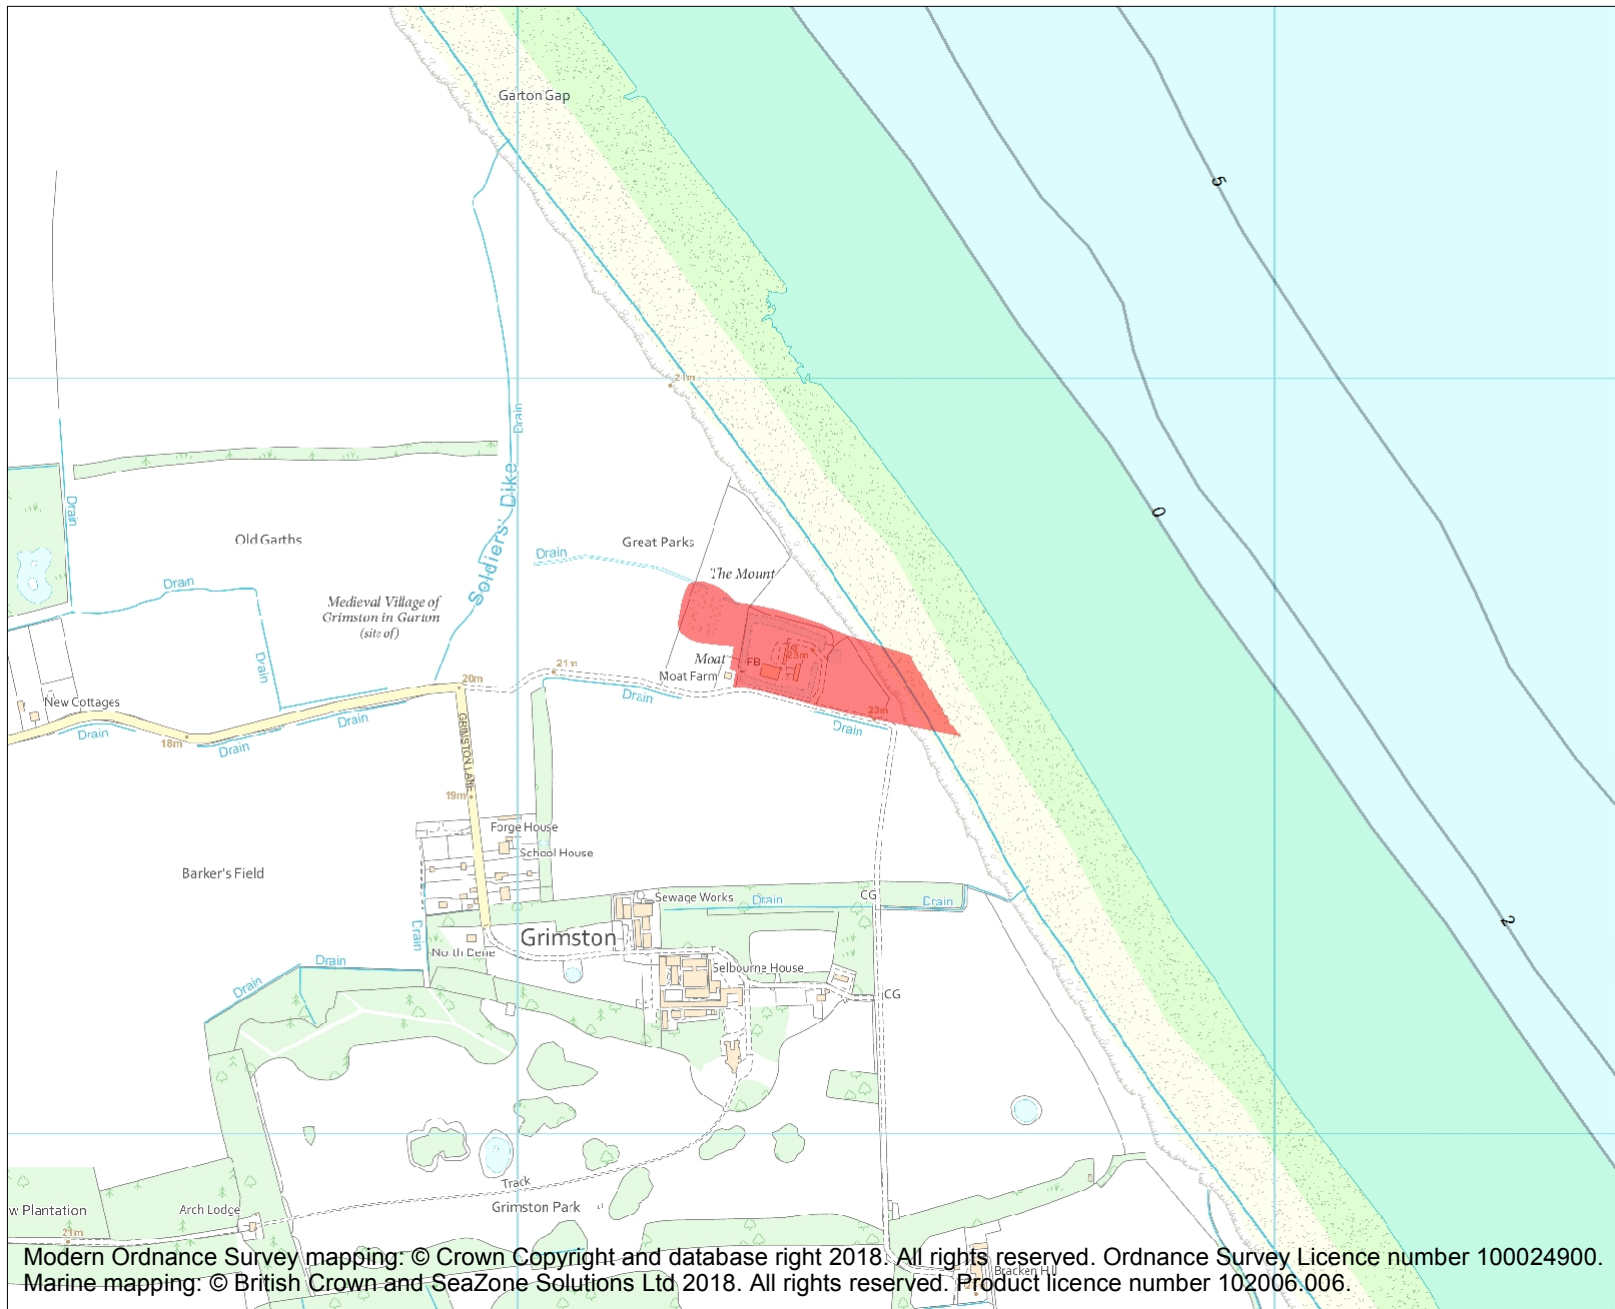 Garton Gap
5
21m
Drain
Soldiers' Dike
Drain
Old Garths
Great Parks
Drain
0
The Mount
Drain
Medieval Village of
Grimston in Garton
(site of)
Moat
FB
23m
Moat Farm
21m
20m
Drain
Drain
New Cottages
23m
Drain
Drain
Drain
18m
Drain
GRIMSTON LANE
19m
Forge House
School House
Barker's Field
Sewage Works
CG
Drain
Drain
2
Drain
Grimston
North Dene
Drain
Selbourne House
Drain
CG
Track
w Plantation
Arch Lodge
Grimston Park
21m
Bracken Hill
Modern Ordnance Survey mapping: © Crown Copyright and database right 2018. All rights reserved. Ordnance Survey Licence number 100024900.
Marine mapping: © British Crown and SeaZone Solutions Ltd 2018. All rights reserved. Product licence number 102006.006.